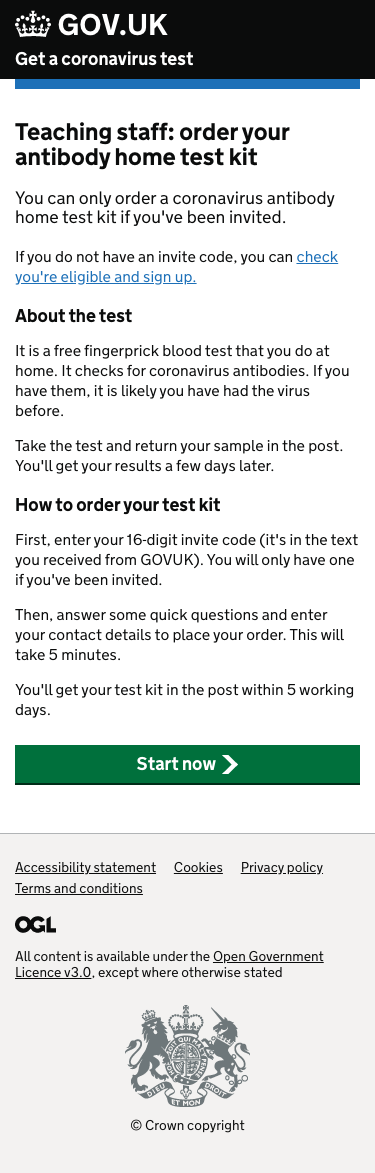 GOV.UK
Get a coronavirus test
Teaching staff: order your
antibody home test kit
You can only order a coronavirus antibody
home test kit if you've been invited.
If you do not have an invite code, you can check
you're eligible and sign up.
About the test
It is a free fingerprick blood test that you do at
home. It checks for coronavirus antibodies. If you
have them, it is likely you have had the virus
before.
Take the test and return your sample in the post.
You'll get your results a few days later.
How to order your test kit
First, enter your 16-digit invite code (it's in the text
you received from GOVUK). You will only have one
if you've been invited.
Then, answer some quick questions and enter
your contact details to place your order. This will
take 5 minutes.
You'll get your test kit in the post within 5 working
days.
Start now
Accessibility statement Cookies Privacy policy
Terms and conditions
OGL
All content is available under the Open Government
Licence v3.0, except where otherwise stated
DIEU ET MON DROIT
© Crown copyright